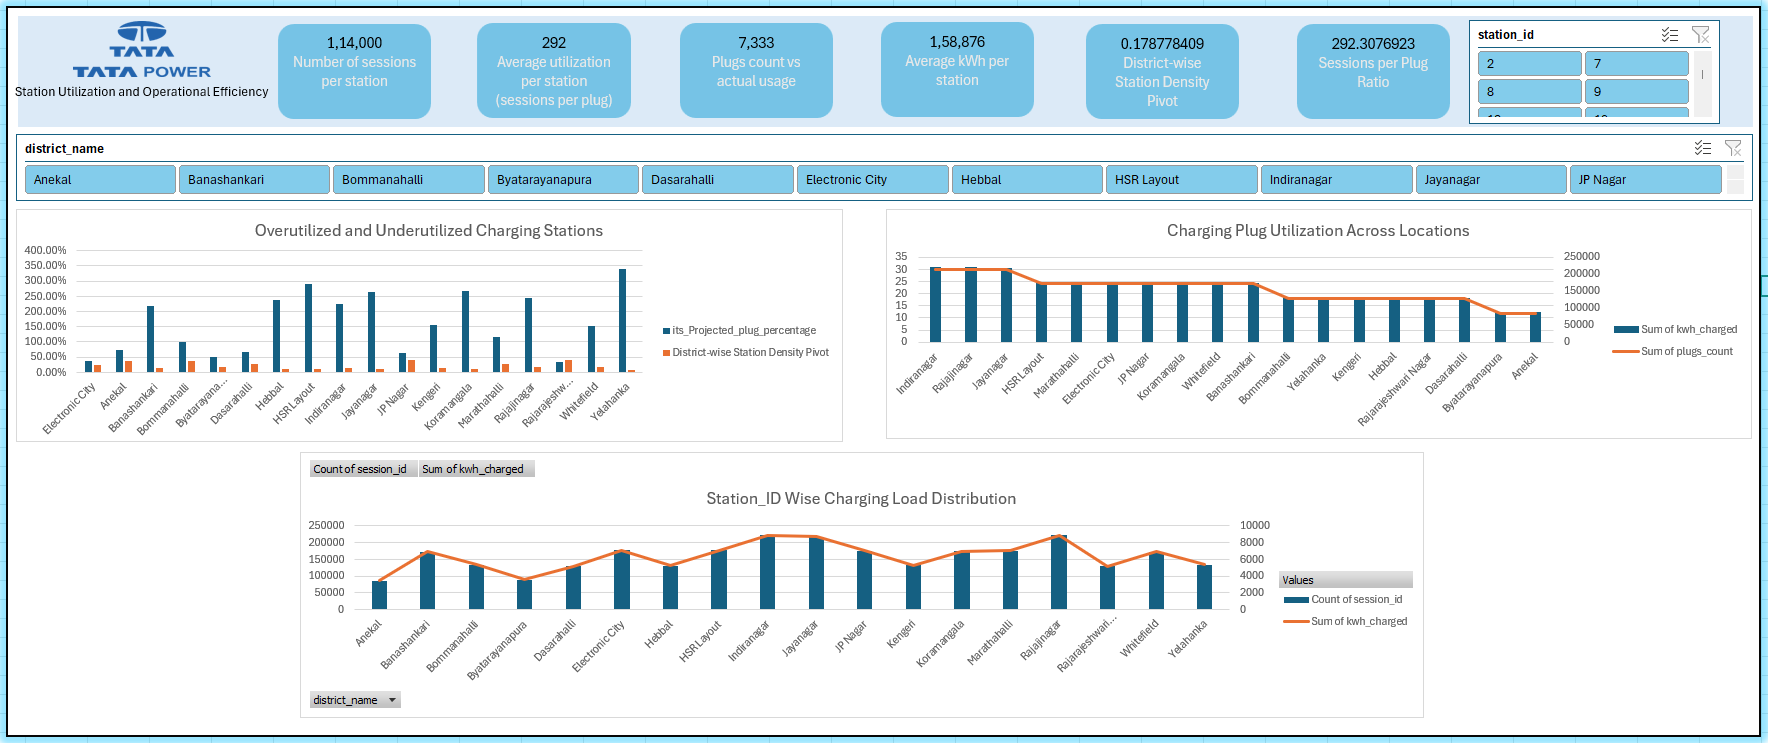 TATA
TATA POWER
Station Utilization and Operational Efficiency
1,14,000
Number of sessions
per station
292
Average utilization
per station
(sessions per plug)
7,333
Plugs count vs
actual usage
1,58,876
Average kWh per
station
0.178778409
District-wise
Station Density
Pivot
292.3076923
Sessions per Plug
Ratio
station_id
2
7
8
9
district_name
Anekal
Banashankari
Bommanahalli
Byatarayanapura
Dasarahalli
Electronic City
Hebbal
HSR Layout
Indiranagar
Jayanagar
JP Nagar
Overutilized and Underutilized Charging Stations
400.00%
350.00%
300.00%
250.00%
200.00%
150.00%
100.00%
50.00%
0.00%
Electronic City
Anekal
Banashankari
Bommanahalli
Byatarayana...
Dasarahalli
Hebbal
HSR Layout
Indiranagar
Jayanagar
JP Nagar
Kengeri
Koramangala
Marathahalli
Rajajinagar
Rajarajeshw...
Whitefield
Yelahanka
its_Projected_plug_percentage
District-wise Station Density Pivot
Charging Plug Utilization Across Locations
35
30
25
20
15
10
5
0
250000
200000
150000
100000
50000
0
Indiranagar
Rajajinagar
Jayanagar
HSR Layout
Marathahalli
Electronic City
JP Nagar
Koramangala
Whitefield
Banashankari
Bommanahalli
Yelahanka
Kengeri
Hebbal
Rajarajeshwari Nagar
Dasarahalli
Byatarayanapura
Anekal
Sum of kwh_charged
Sum of plugs_count
Count of session_id
Sum of kwh_charged
Station_ID Wise Charging Load Distribution
250000
200000
150000
100000
50000
0
10000
8000
6000
4000
2000
0
Anekal
Banashankari
Bommanahalli
Byatarayanapura
Dasarahalli
Electronic City
Hebbal
HSR Layout
Indiranagar
Jayanagar
JP Nagar
Kengeri
Koramangala
Marathahalli
Rajajinagar
Rajarajeshwari...
Whitefield
Yelahanka
Values
Count of session_id
Sum of kwh_charged
district_name